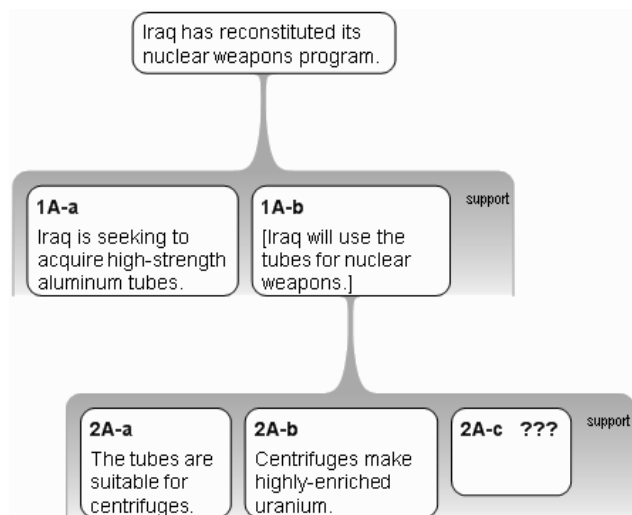 Iraq has reconstituted its
nuclear weapons program.
support
1A-a
Iraq is seeking to
acquire high-strength
aluminum tubes.
1A-b
[Iraq will use the
tubes for nuclear
weapons.]
support
2A-a
The tubes are
suitable for
centrifuges.
2A-b
Centrifuges make
highly-enriched
uranium.
2A-c ???